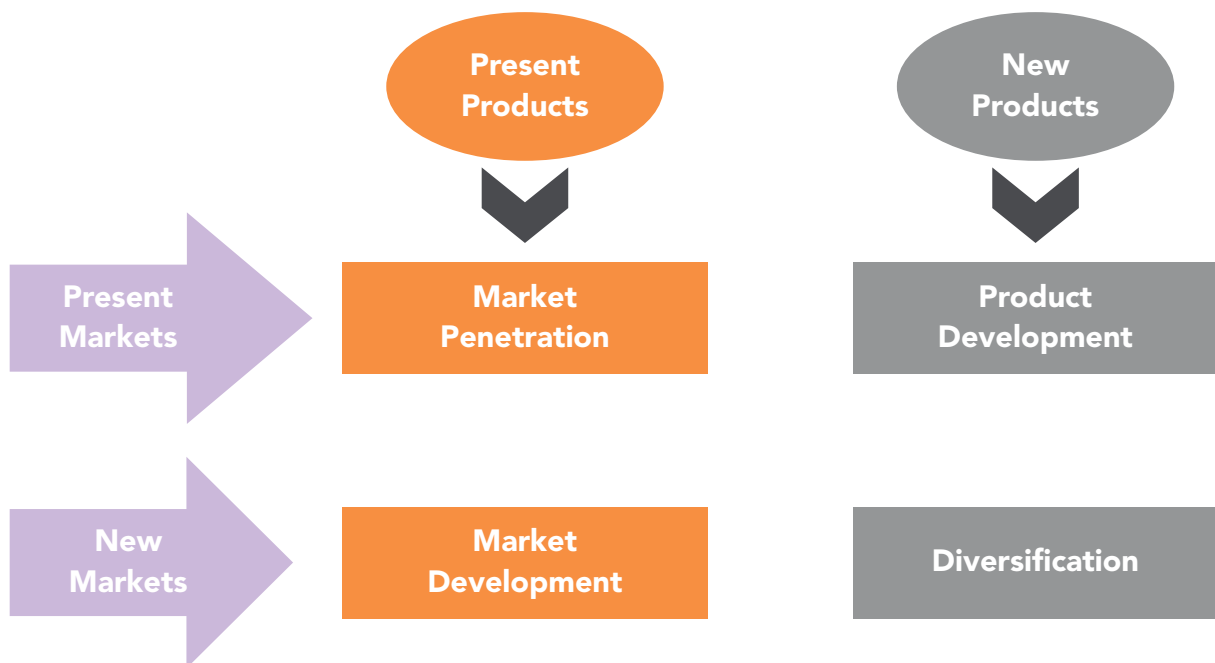 Present
Products
New
Products
Present
Markets
Market
Penetration
Product
Development
New
Markets
Market
Development
Diversification